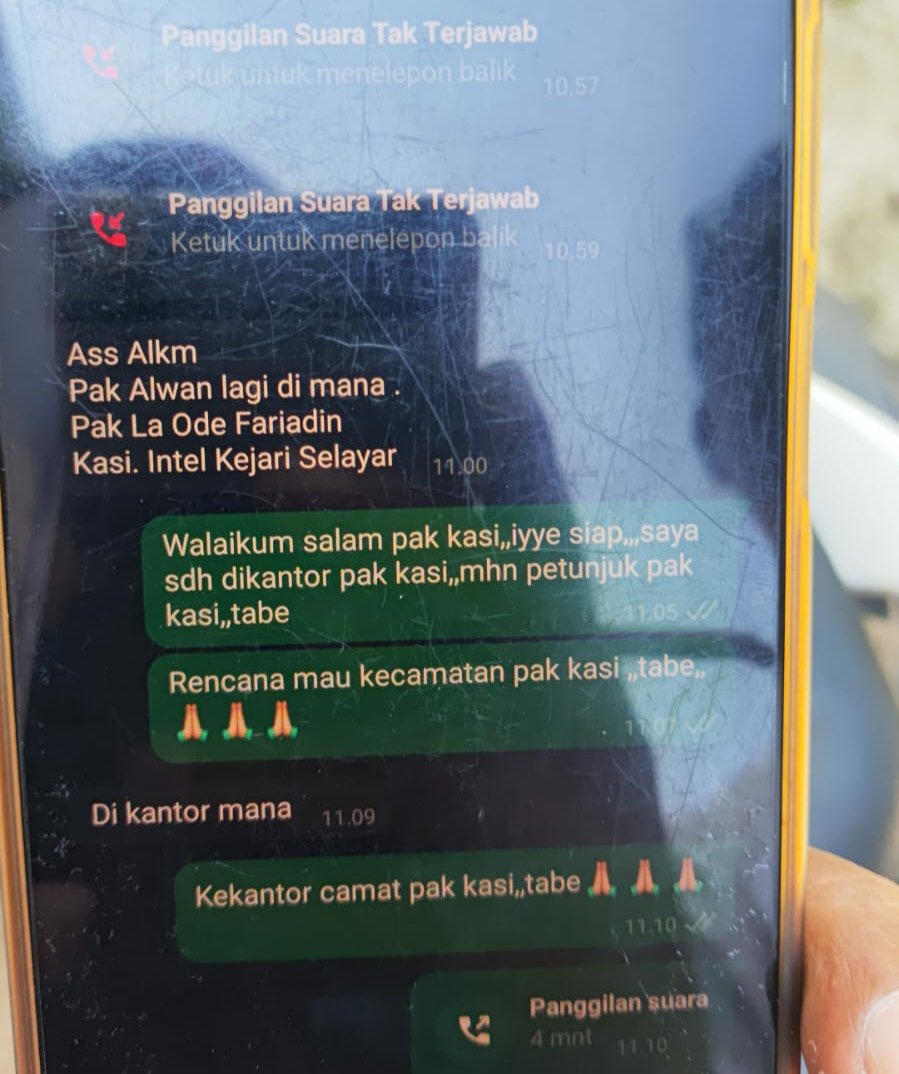 Panggilan Suara Tak Terjawab
Ketuk untuk menelepon balik 10.57
Panggilan Suara Tak Terjawab
Ketuk untuk menelepon balik 10.59
Ass Alkm
Pak Alwan lagi di mana .
Pak La Ode Fariadin
Kasi. Intel Kejari Selayar 11.00
Walaikum salam pak kasi,,iyye siap,,,saya
sdh dikantor pak kasi,,mhn petunjuk pak
kasi,,tabe 11.05
Rencana mau kecamatan pak kasi ,,tabe,,
🙏🙏🙏 11.07
Di kantor mana 11.09
Kekantor camat pak kasi,,tabe🙏🙏🙏
11.10
Panggilan suara
4 mnt 11.10